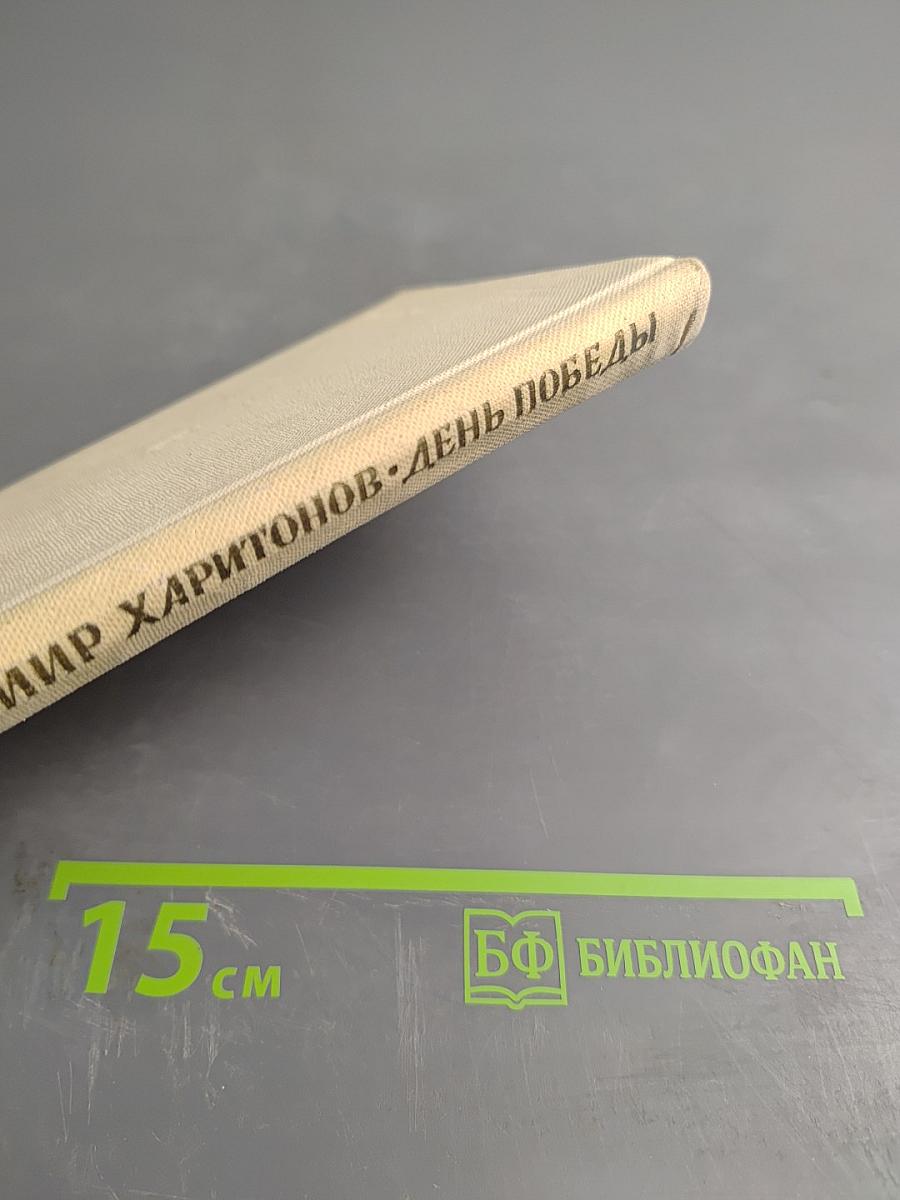 МИР ХАРИТОНОВ · ДЕНЬ ПОБЕДЫ
15 см
БФ БИБЛИОФАН